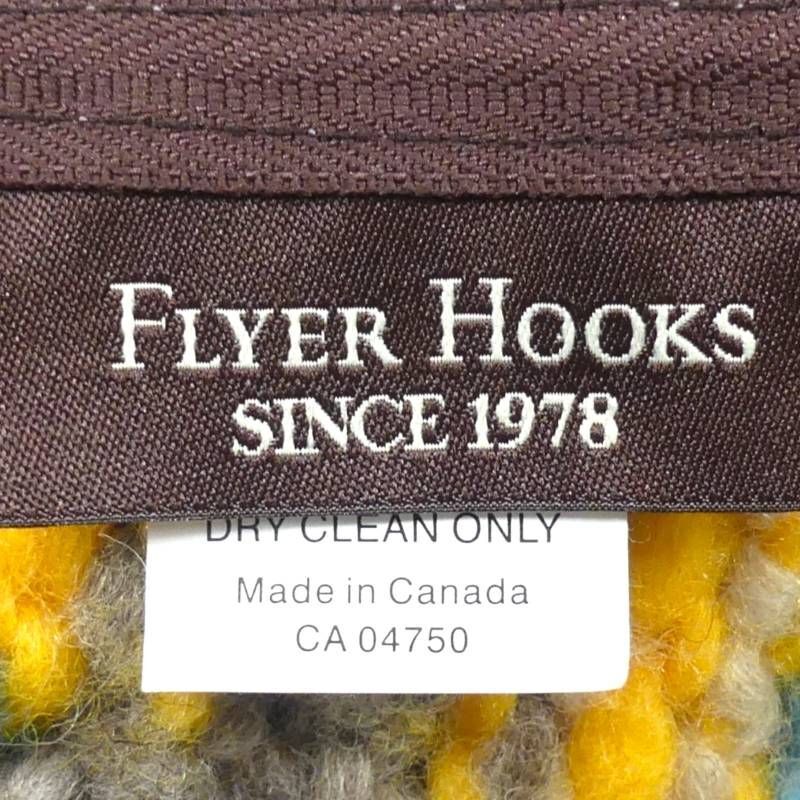 FLYER HOOKS
SINCE 1978
DRY CLEAN ONLY
Made in Canada
CA 04750